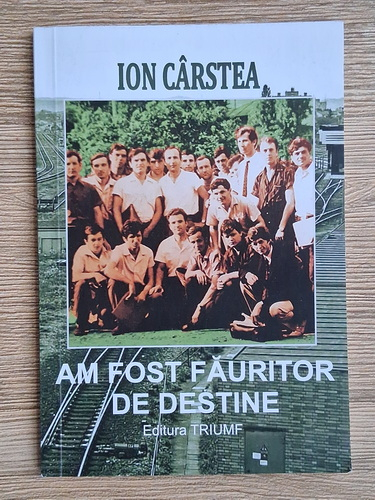 ION CÂRSTEA
AM FOST FĂURITOR
DE DESTINE
Editura TRIUMF